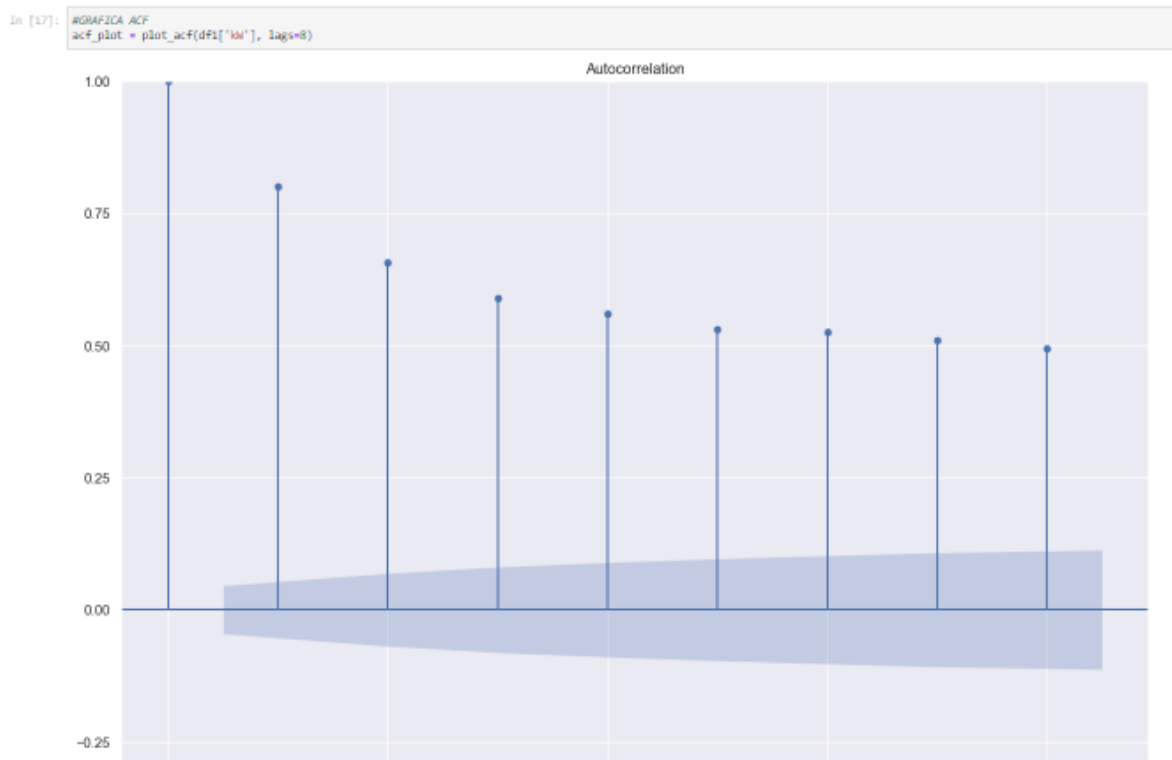 In [17]:
#GRAFICA ACF
acf_plot = plot_acf(df1['kW'], lags=8)
Autocorrelation
1.00
0.75
0.50
0.25
0.00
−0.25